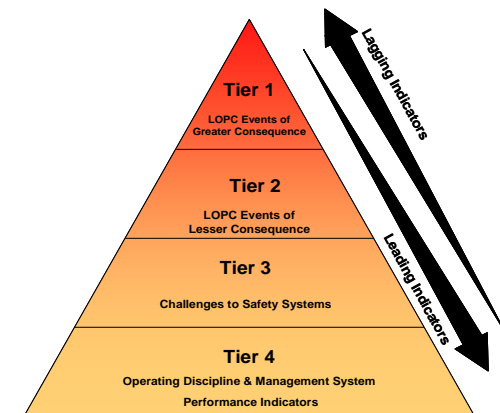 Tier 1
LOPC Events of
Greater Consequence
Tier 2
LOPC Events of
Lesser Consequence
Tier 3
Challenges to Safety Systems
Tier 4
Operating Discipline & Management System
Performance Indicators
Lagging Indicators
Leading Indicators